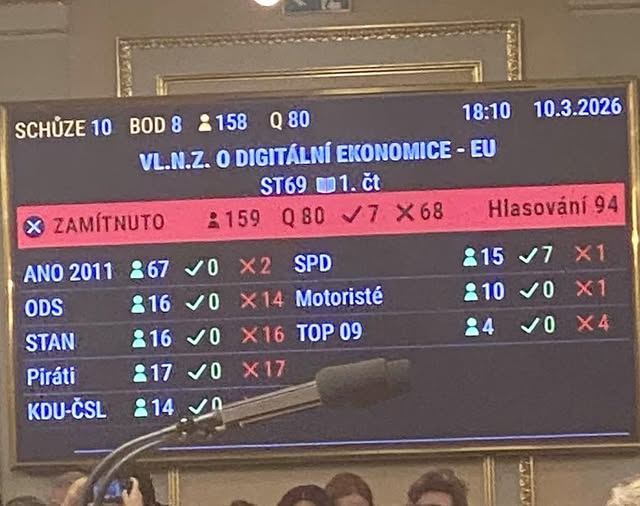 SCHŮZE 10 BOD 8 158 Q 80 18:10 10.3.2026
VL.N.Z. O DIGITÁLNÍ EKONOMICE - EU
ST69 1. čt
ZAMÍTNUTO 159 Q 80 ✓ 7 ✕ 68 Hlasování 94
ANO 2011 67 ✓ 0 ✕ 2 SPD 15 ✓ 7 ✕ 1
ODS 16 ✓ 0 ✕ 14 Motoristé 10 ✓ 0 ✕ 1
STAN 16 ✓ 0 ✕ 16 TOP 09 4 ✓ 0 ✕ 4
Piráti 17 ✓ 0 ✕ 17
KDU-ČSL 14 ✓ 0